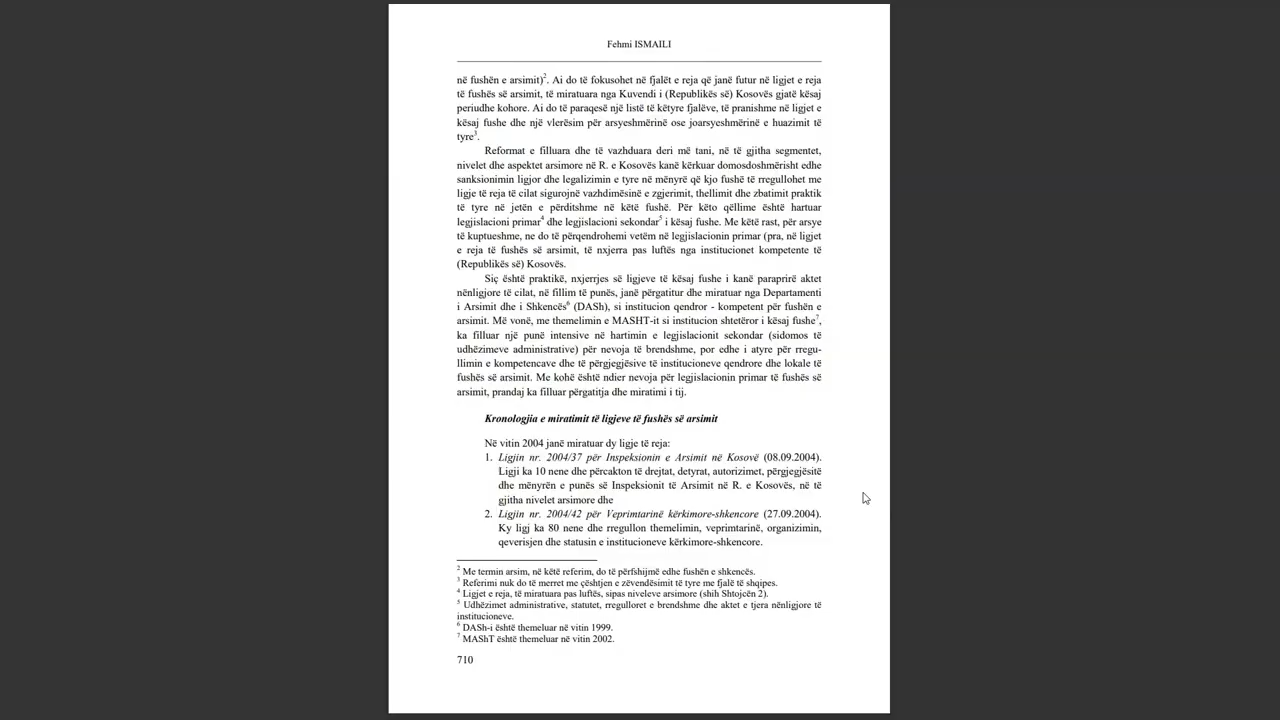 Fehmi ISMAILI
në fushën e arsimit)2. Ai do të fokusohet në fjalët e reja që janë futur në ligjet e reja
të fushës së arsimit, të miratuara nga Kuvendi i (Republikës së) Kosovës gjatë kësaj
periudhe kohore. Ai do të paraqesë një listë të këtyre fjalëve, të pranishme në ligjet e
kësaj fushe dhe një vlerësim për arsyeshmërinë ose joarsyeshmërinë e huazimit të
tyre3.
Reformat e filluara dhe të vazhduara deri më tani, në të gjitha segmentet,
nivelet dhe aspektet arsimore në R. e Kosovës kanë kërkuar domosdoshmërisht edhe
sanksionimin ligjor dhe legalizimin e tyre në mënyrë që kjo fushë të rregullohet me
ligje të reja të cilat sigurojnë vazhdimësinë e zgjerimit, thellimit dhe zbatimit praktik
të tyre në jetën e përditshme në këtë fushë. Për këto qëllime është hartuar
legjislacioni primar4 dhe legjislacioni sekondar5 i kësaj fushe. Me këtë rast, për arsye
të kuptueshme, ne do të përqendrohemi vetëm në legjislacionin primar (pra, në ligjet
e reja të fushës së arsimit, të nxjerra pas luftës nga institucionet kompetente të
(Republikës së) Kosovës.
Siç është praktikë, nxjerrjes së ligjeve të kësaj fushe i kanë paraprirë aktet
nënligjore të cilat, në fillim të punës, janë përgatitur dhe miratuar nga Departamenti
i Arsimit dhe i Shkencës6 (DASh), si institucion qendror - kompetent për fushën e
arsimit. Më vonë, me themelimin e MASHT-it si institucion shtetëror i kësaj fushe7,
ka filluar një punë intensive në hartimin e legjislacionit sekondar (sidomos të
udhëzimeve administrative) për nevoja të brendshme, por edhe i atyre për rregu-
llimin e kompetencave dhe të përgjegjësive të institucioneve qendrore dhe lokale të
fushës së arsimit. Me kohë është ndier nevoja për legjislacionin primar të fushës së
arsimit, prandaj ka filluar përgatitja dhe miratimi i tij.
Kronologjia e miratimit të ligjeve të fushës së arsimit
Në vitin 2004 janë miratuar dy ligje të reja:
1. Ligjin nr. 2004/37 për Inspeksionin e Arsimit në Kosovë (08.09.2004).
Ligji ka 10 nene dhe përcakton të drejtat, detyrat, autorizimet, përgjegjësitë
dhe mënyrën e punës së Inspeksionit të Arsimit në R. e Kosovës, në të
gjitha nivelet arsimore dhe
2. Ligjin nr. 2004/42 për Veprimtarinë kërkimore-shkencore (27.09.2004).
Ky ligj ka 80 nene dhe rregullon themelimin, veprimtarinë, organizimin,
qeverisjen dhe statusin e institucioneve kërkimore-shkencore.
2 Me termin arsim, në këtë referim, do të përfshijmë edhe fushën e shkencës.
3 Referimi nuk do të merret me çështjen e zëvendësimit të tyre me fjalë të shqipes.
4 Ligjet e reja, të miratuara pas luftës, sipas niveleve arsimore (shih Shtojcën 2).
5 Udhëzimet administrative, statutet, rregulloret e brendshme dhe aktet e tjera nënligjore të
institucioneve.
6 DASh-i është themeluar në vitin 1999.
7 MAShT është themeluar në vitin 2002.
710